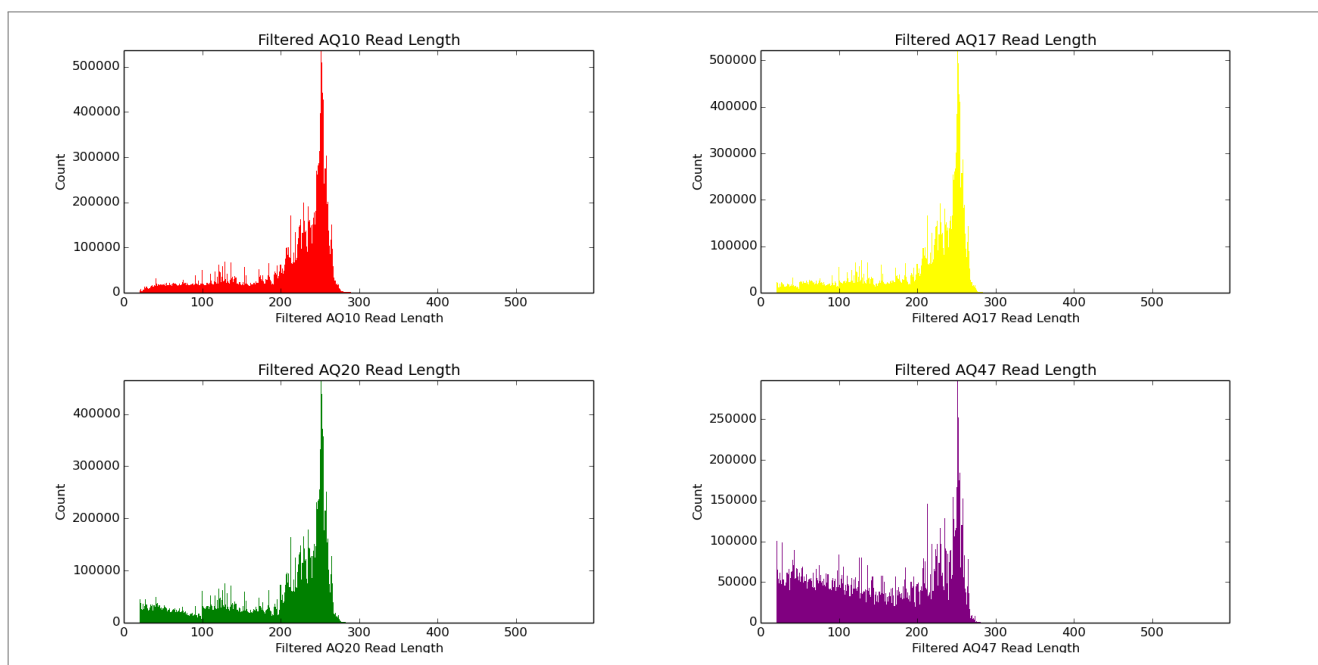 Filtered AQ10 Read Length
500000
400000
300000
200000
100000
0
Count
0 100 200 300 400 500
Filtered AQ10 Read Length
Filtered AQ17 Read Length
500000
400000
300000
200000
100000
0
Count
0 100 200 300 400 500
Filtered AQ17 Read Length
Filtered AQ20 Read Length
400000
300000
200000
100000
0
Count
0 100 200 300 400 500
Filtered AQ20 Read Length
Filtered AQ47 Read Length
250000
200000
150000
100000
50000
0
Count
0 100 200 300 400 500
Filtered AQ47 Read Length